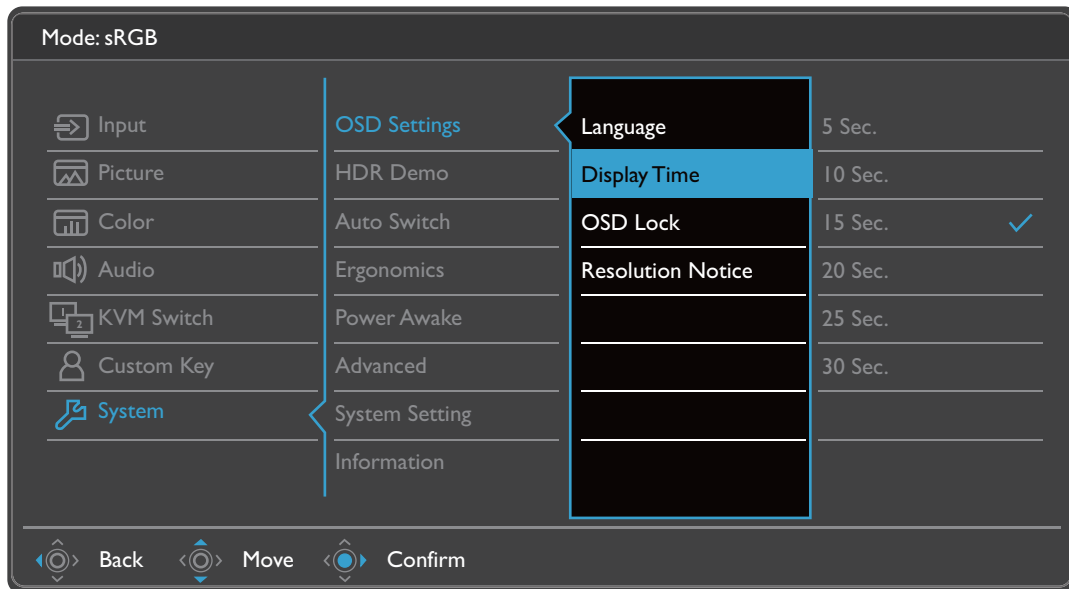 Mode: sRGB
Input
Picture
Color
Audio
1
2
KVM Switch
Custom Key
System
OSD Settings
HDR Demo
Auto Switch
Ergonomics
Power Awake
Advanced
System Setting
Information
Language
Display Time
OSD Lock
Resolution Notice
5 Sec.
10 Sec.
15 Sec.
20 Sec.
25 Sec.
30 Sec.
Back Move Confirm